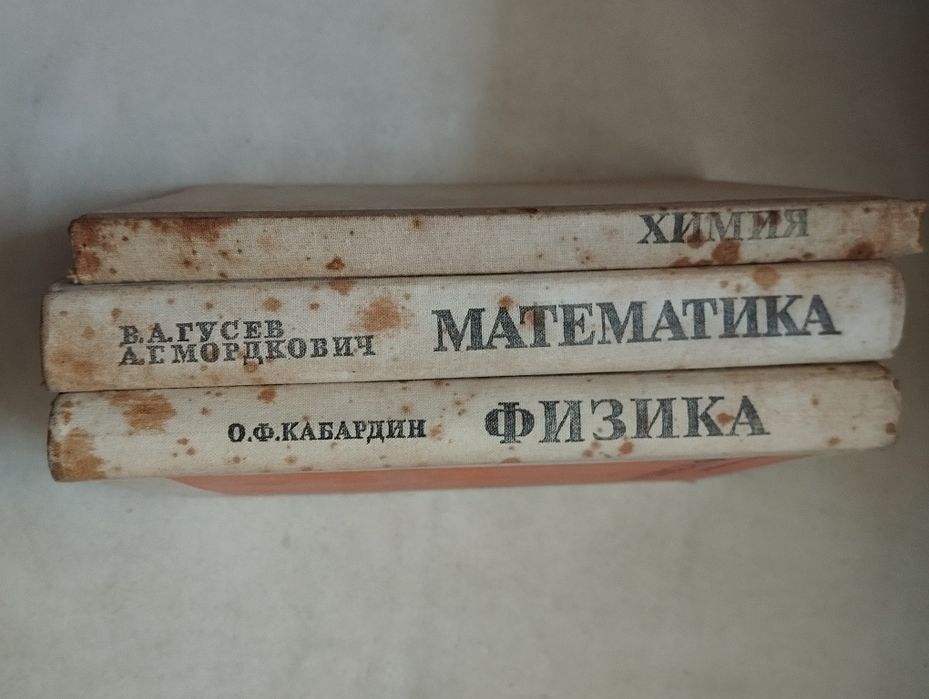 ХИМИЯ
В.А.ГУСЕВ
А.Г.МОРДКОВИЧ
МАТЕМАТИКА
О.Ф.КАБАРДИН
ФИЗИКА